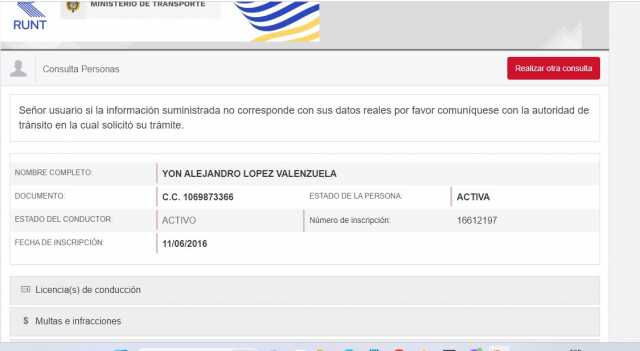 RUNT
MINISTERIO DE TRANSPORTE
Consulta Personas
Realizar otra consulta
Señor usuario si la información suministrada no corresponde con sus datos reales por favor comuníquese con la autoridad de
tránsito en la cual solicitó su trámite.
NOMBRE COMPLETO: YON ALEJANDRO LOPEZ VALENZUELA
DOCUMENTO: C.C. 1069873366 ESTADO DE LA PERSONA: ACTIVA
ESTADO DEL CONDUCTOR: ACTIVO Número de inscripción: 16612197
FECHA DE INSCRIPCIÓN: 11/06/2016
Licencia(s) de conducción
$ Multas e infracciones